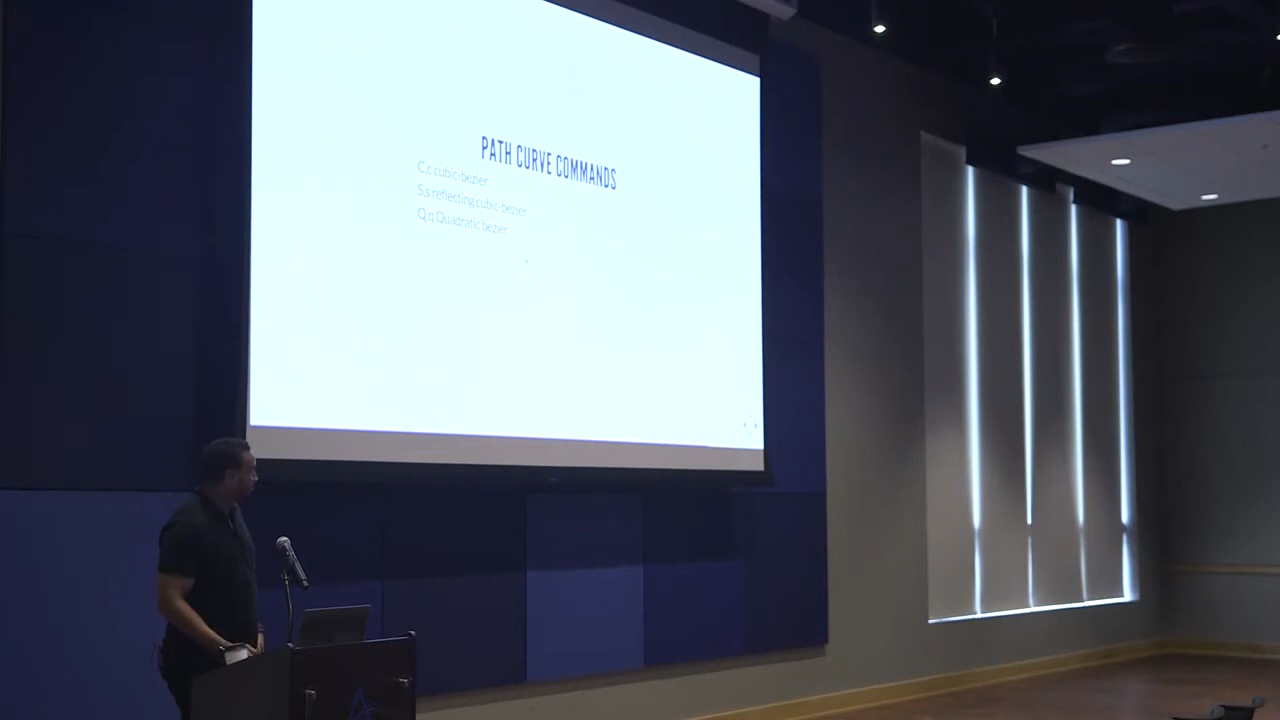 PATH CURVE COMMANDS
C,c cubic-bezier
S,s reflecting cubic-bezier
Q,q Quadratic bezier